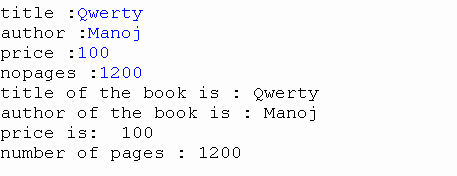 title :Qwerty
author :Manoj
price :100
nopages :1200
title of the book is : Qwerty
author of the book is : Manoj
price is:  100
number of pages : 1200